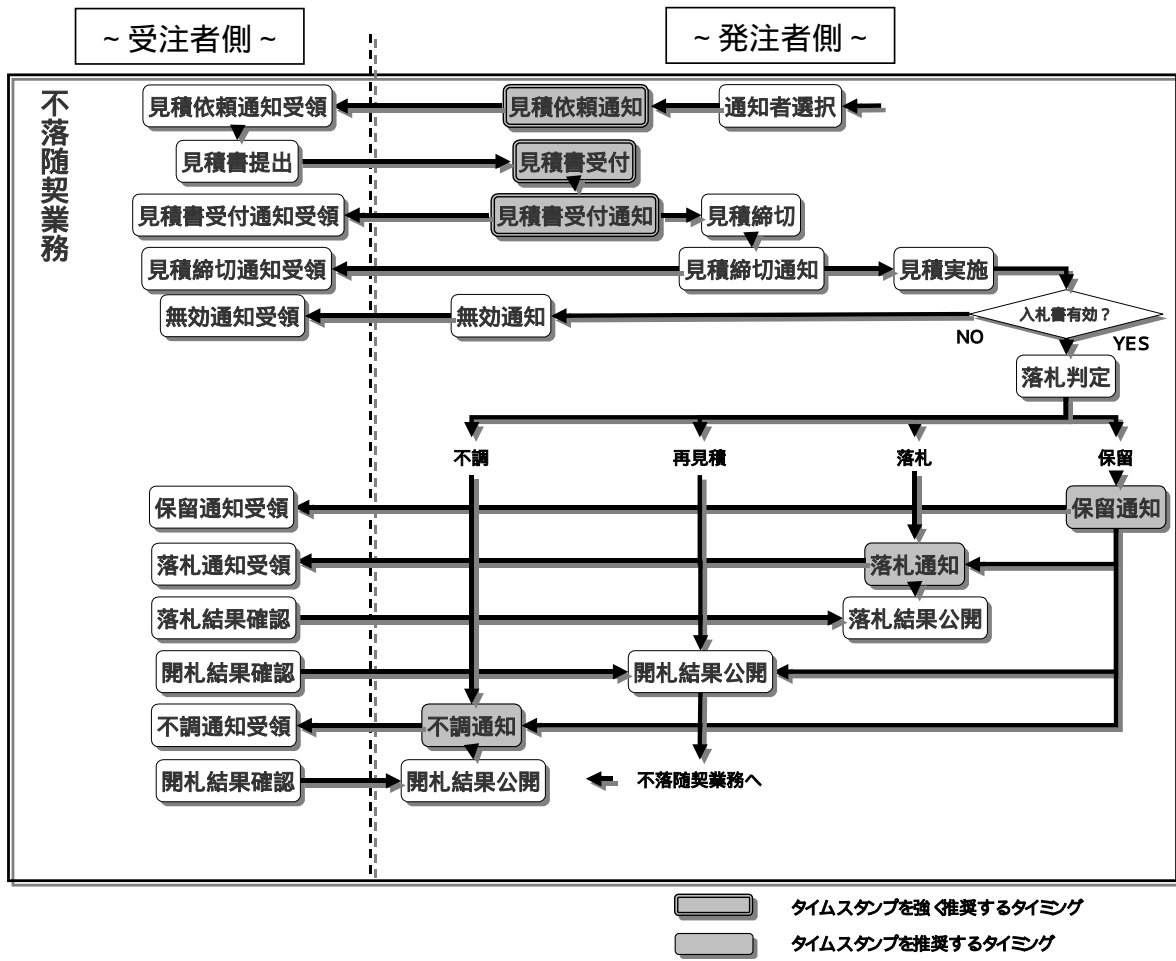 ~ 受注者側 ~
~ 発注者側 ~
不落随契業務
見積依頼通知受領
見積依頼通知
通知者選択
見積書提出
見積書受付
見積書受付通知受領
見積書受付通知
見積締切
見積締切通知受領
見積締切通知
見積実施
無効通知受領
無効通知
入札書有効？
NO
YES
落札判定
不調
再見積
落札
保留
保留通知受領
保留通知
落札通知受領
落札通知
落札結果確認
落札結果公開
開札結果確認
開札結果公開
不調通知受領
不調通知
開札結果確認
開札結果公開
不落随契業務へ
タイムスタンプを強く推奨するタイミング
タイムスタンプを推奨するタイミング